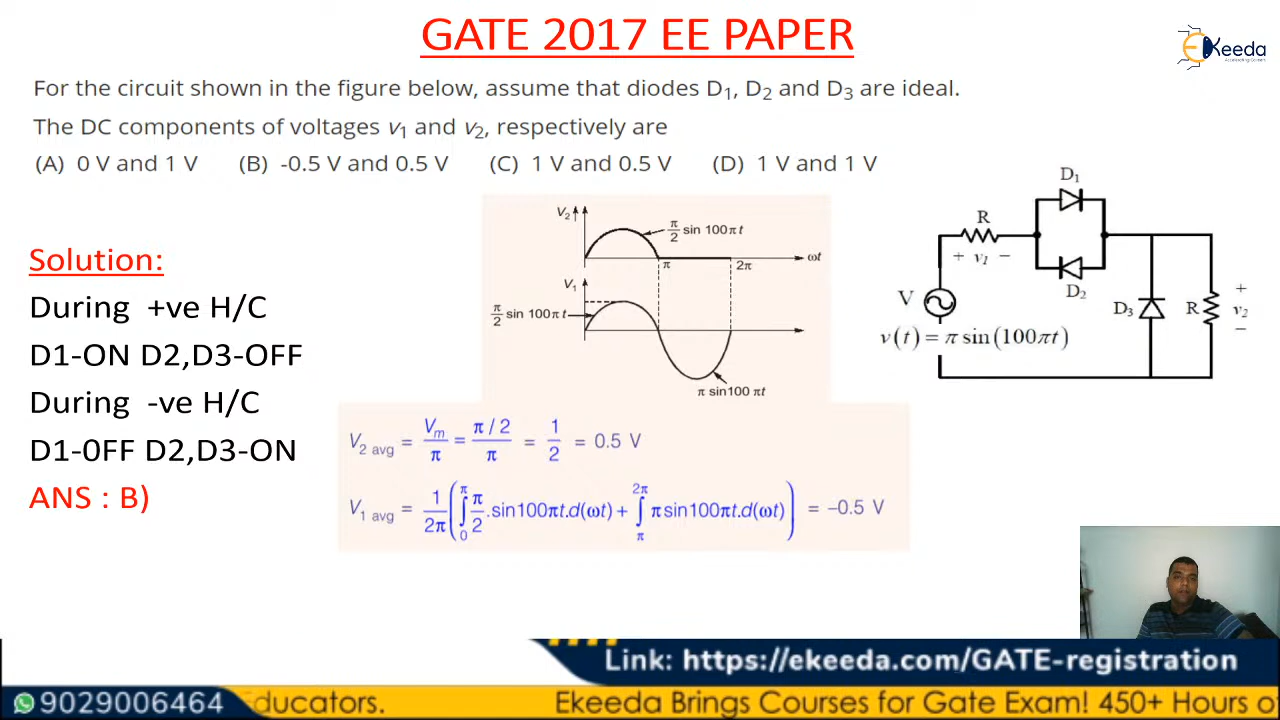 GATE 2017 EE PAPER
Ekeeda
For the circuit shown in the figure below, assume that diodes D₁, D₂ and D₃ are ideal.
The DC components of voltages v₁ and v₂, respectively are
(A) 0 V and 1 V (B) -0.5 V and 0.5 V (C) 1 V and 0.5 V (D) 1 V and 1 V
Solution:
During +ve H/C
D1-ON D2,D3-OFF
During -ve H/C
D1-0FF D2,D3-ON
ANS : B)
V₂
π/2 sin 100πt
ωt
π
2π
V₁
π/2 sin 100πt
π sin100 πt
D₁
R
+ v₁ −
D₂
V
D₃
R
+
v₂
−
v(t) = π sin(100πt)
V₂ avg = Vm/π = (π / 2)/π = 1/2 = 0.5 V
V₁ avg = 1/2π (∫₀^π π/2 .sin100πt.d(ωt) + ∫π^2π πsin100πt.d(ωt)) = −0.5 V
Link: https://ekeeda.com/GATE-registration
9029006464
ducators.
Ekeeda Brings Courses for Gate Exam! 450+ Hours o